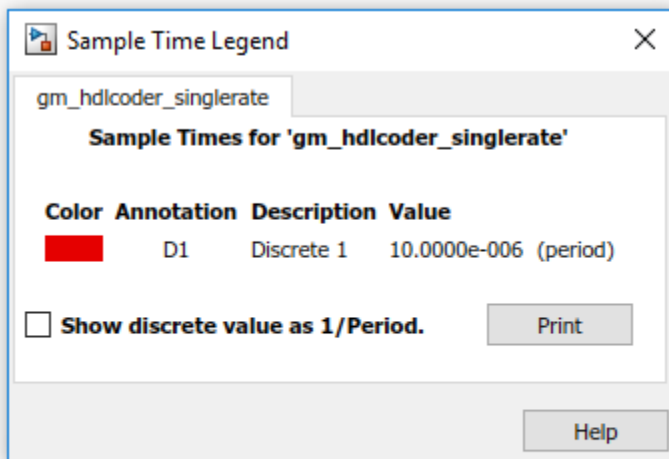 Sample Time Legend
gm_hdlcoder_singlerate
Sample Times for 'gm_hdlcoder_singlerate'
Color Annotation Description Value
D1 Discrete 1 10.0000e-006 (period)
Show discrete value as 1/Period.
Print
Help